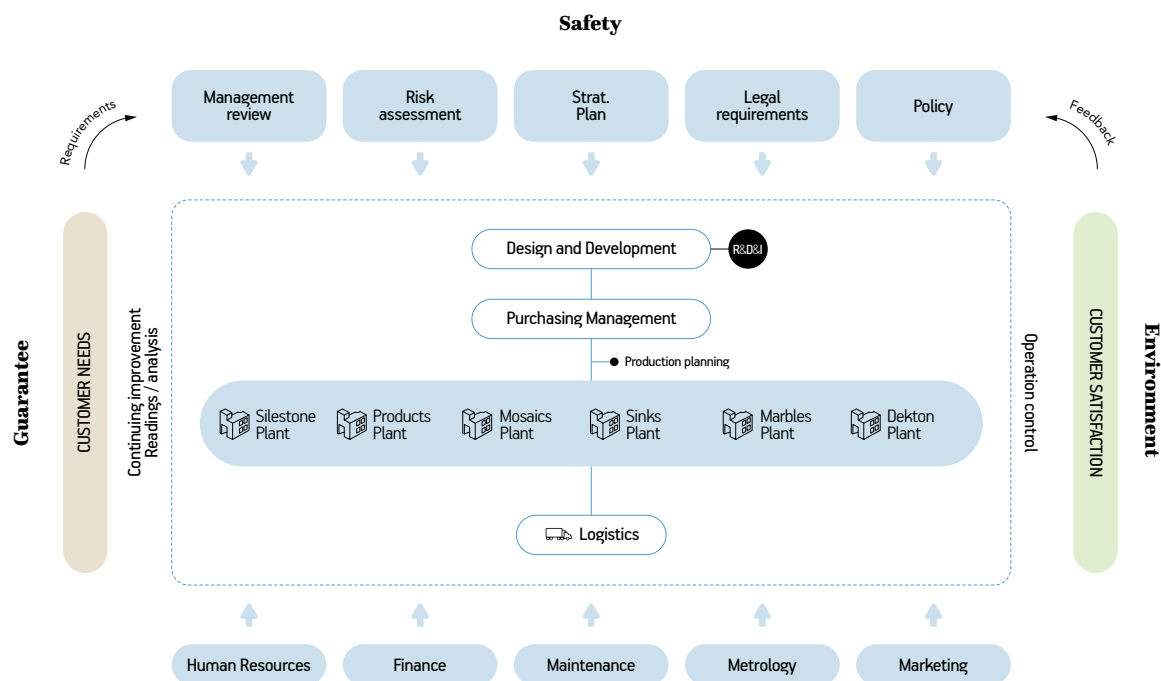 Safety
Requirements
Management
review
Risk
assessment
Strat.
Plan
Legal
requirements
Policy
Feedback
Guarantee
CUSTOMER NEEDS
Continuing improvement
Readings / analysis
Design and Development
R&D&I
Purchasing Management
Production planning
Silestone
Plant
Products
Plant
Mosaics
Plant
Sinks
Plant
Marbles
Plant
Dekton
Plant
Logistics
Operation control
CUSTOMER SATISFACTION
Environment
Human Resources
Finance
Maintenance
Metrology
Marketing